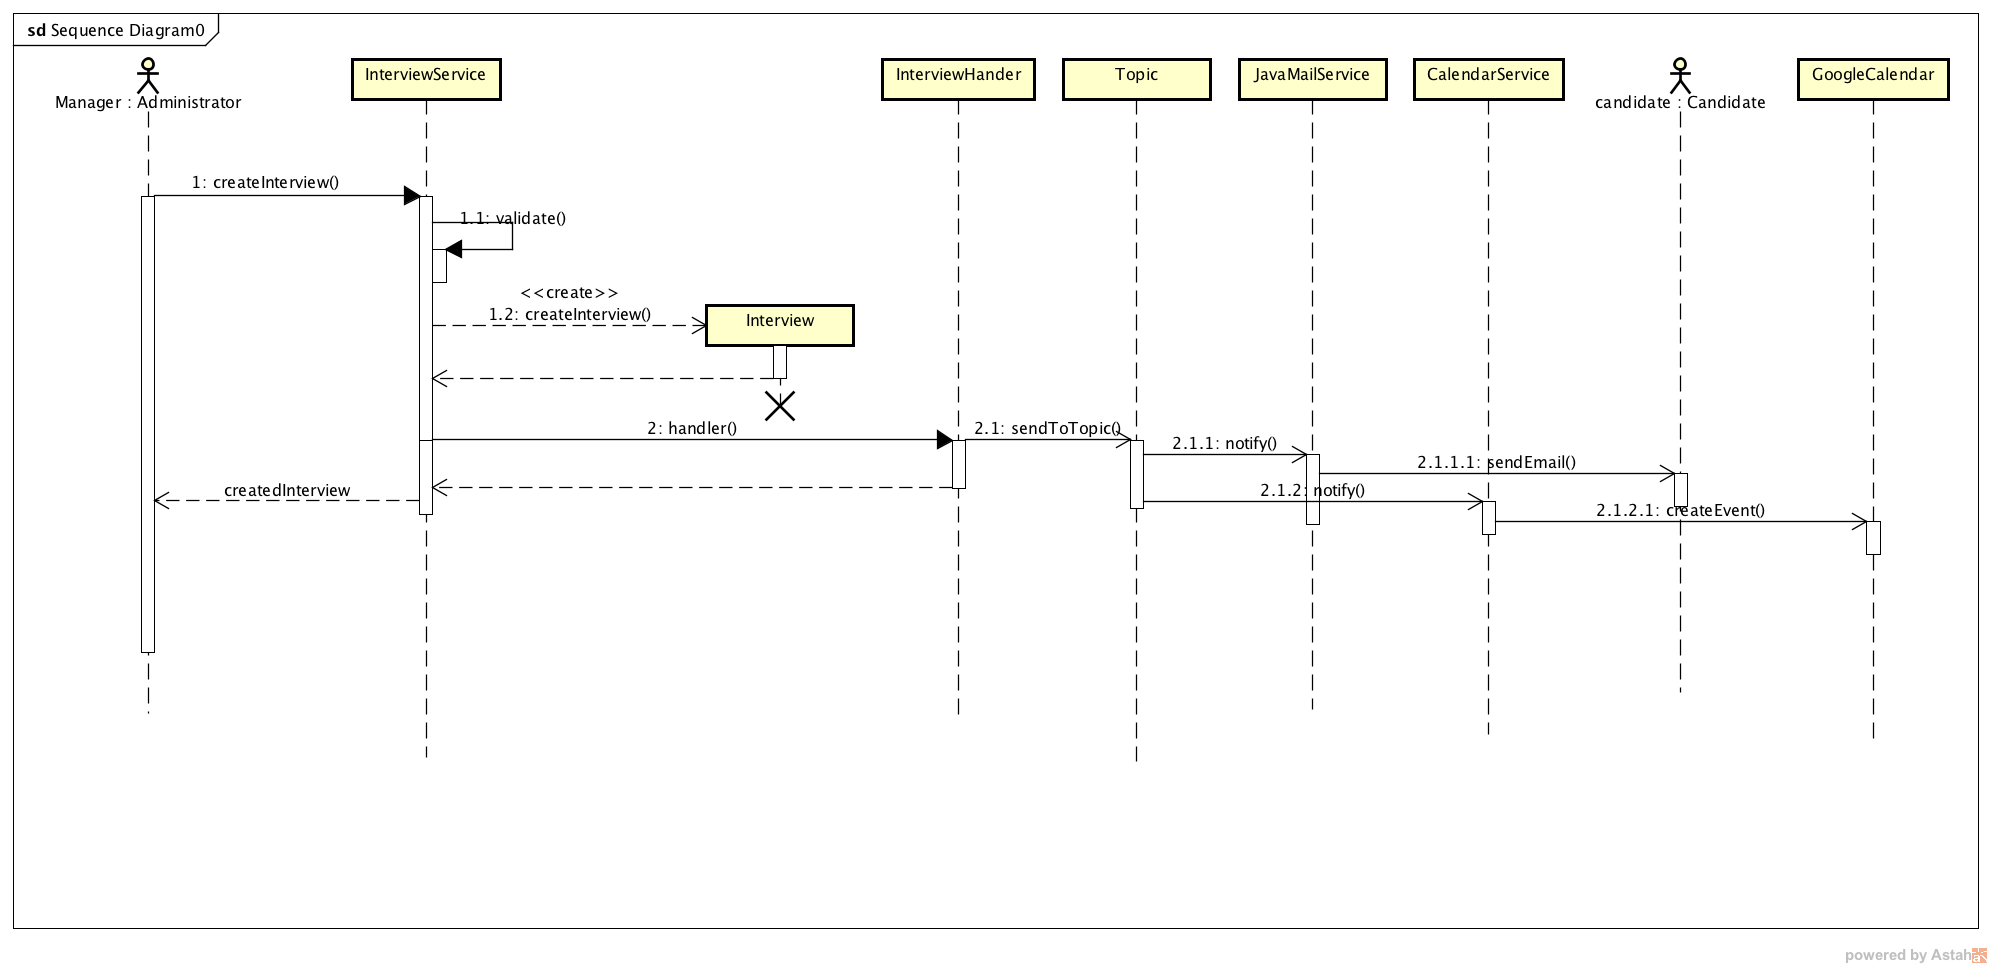 sd Sequence Diagram0
Manager : Administrator
InterviewService
InterviewHander
Topic
JavaMailService
CalendarService
candidate : Candidate
GoogleCalendar
1: createInterview()
1.1: validate()
<<create>>
1.2: createInterview()
Interview
2: handler()
2.1: sendToTopic()
2.1.1: notify()
2.1.1.1: sendEmail()
createdInterview
2.1.2: notify()
2.1.2.1: createEvent()
powered by Astah